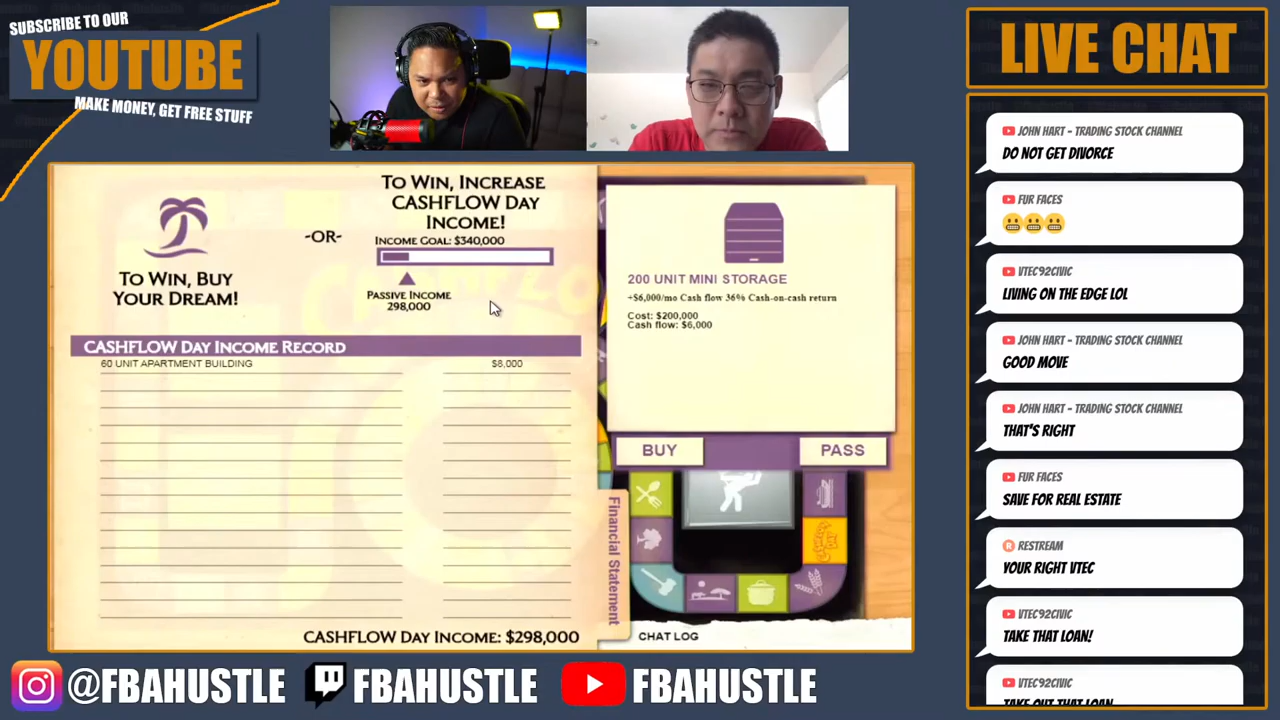 SUBSCRIBE TO OUR
YOUTUBE
MAKE MONEY, GET FREE STUFF
TO WIN, BUY
YOUR DREAM!
-OR-
TO WIN, INCREASE
CASHFLOW DAY
INCOME!
INCOME GOAL: $340,000
PASSIVE INCOME
298,000
CASHFLOW DAY INCOME RECORD
60 UNIT APARTMENT BUILDING $8,000
CASHFLOW DAY INCOME: $298,000
Financial Statement
200 UNIT MINI STORAGE
+$6,000/mo Cash flow 36% Cash-on-cash return
Cost: $200,000
Cash flow: $6,000
BUY
PASS
CHAT LOG
LIVE CHAT
JOHN HART - TRADING STOCK CHANNEL
DO NOT GET DIVORCE
FUR FACES
😬😬😬
VTEC92CIVIC
LIVING ON THE EDGE LOL
JOHN HART - TRADING STOCK CHANNEL
GOOD MOVE
JOHN HART - TRADING STOCK CHANNEL
THAT'S RIGHT
FUR FACES
SAVE FOR REAL ESTATE
RESTREAM
YOUR RIGHT VTEC
VTEC92CIVIC
TAKE THAT LOAN!
VTEC92CIVIC
TAKE OUT THAT LOAN
@FBAHUSTLE
FBAHUSTLE
FBAHUSTLE